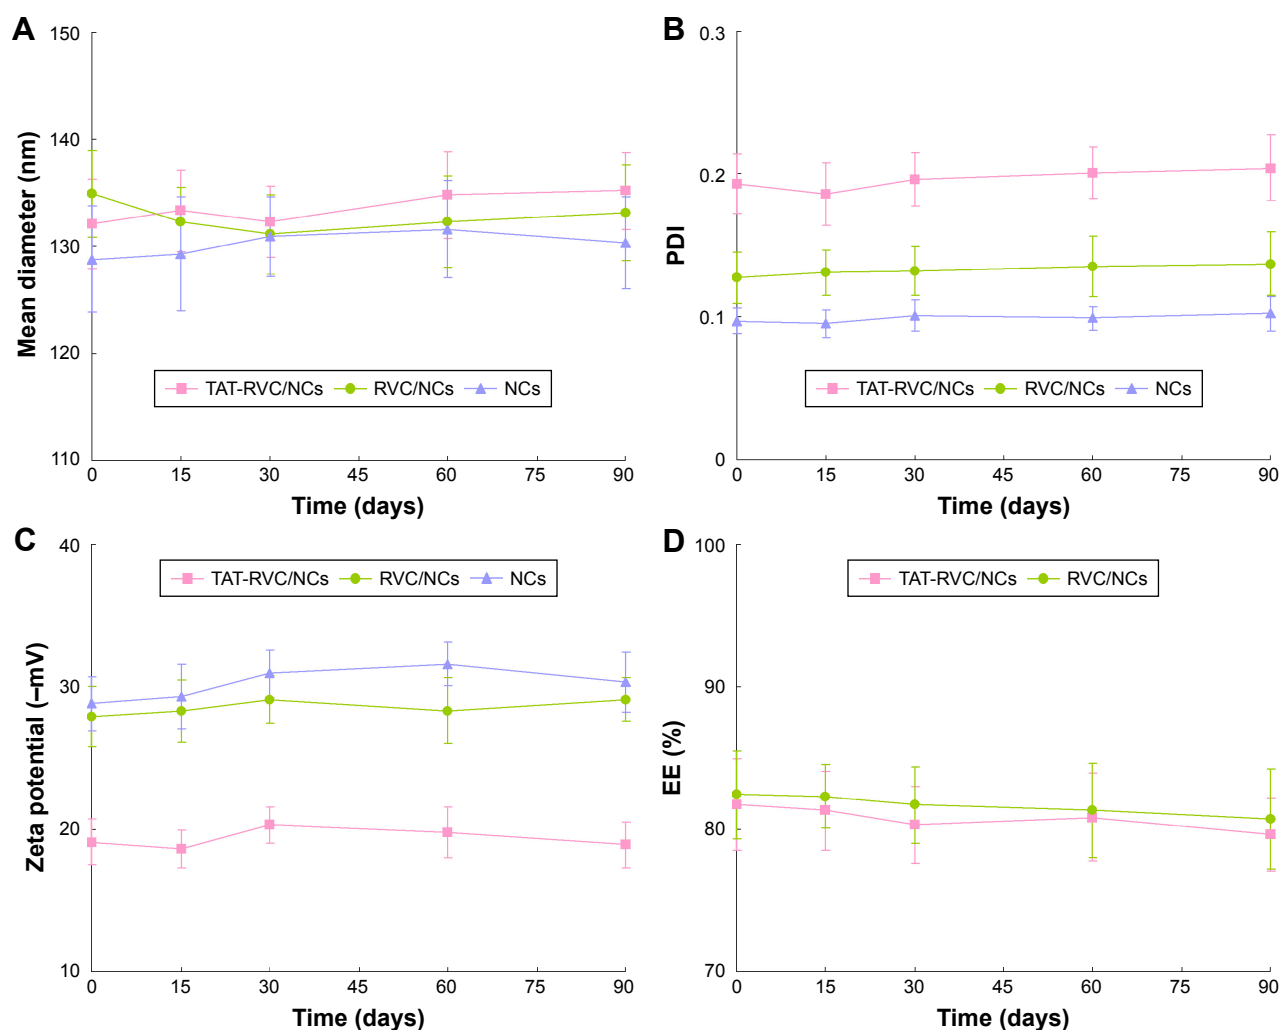 A
150
140
130
120
110
Mean diameter (nm)
TAT-RVC/NCs RVC/NCs NCs
0 15 30 45 60 75 90
Time (days)
B
0.3
0.2
0.1
0
PDI
TAT-RVC/NCs RVC/NCs NCs
0 15 30 45 60 75 90
Time (days)
C
40
30
20
10
Zeta potential (–mV)
TAT-RVC/NCs RVC/NCs NCs
0 15 30 45 60 75 90
Time (days)
D
100
90
80
70
EE (%)
TAT-RVC/NCs RVC/NCs
0 15 30 45 60 75 90
Time (days)